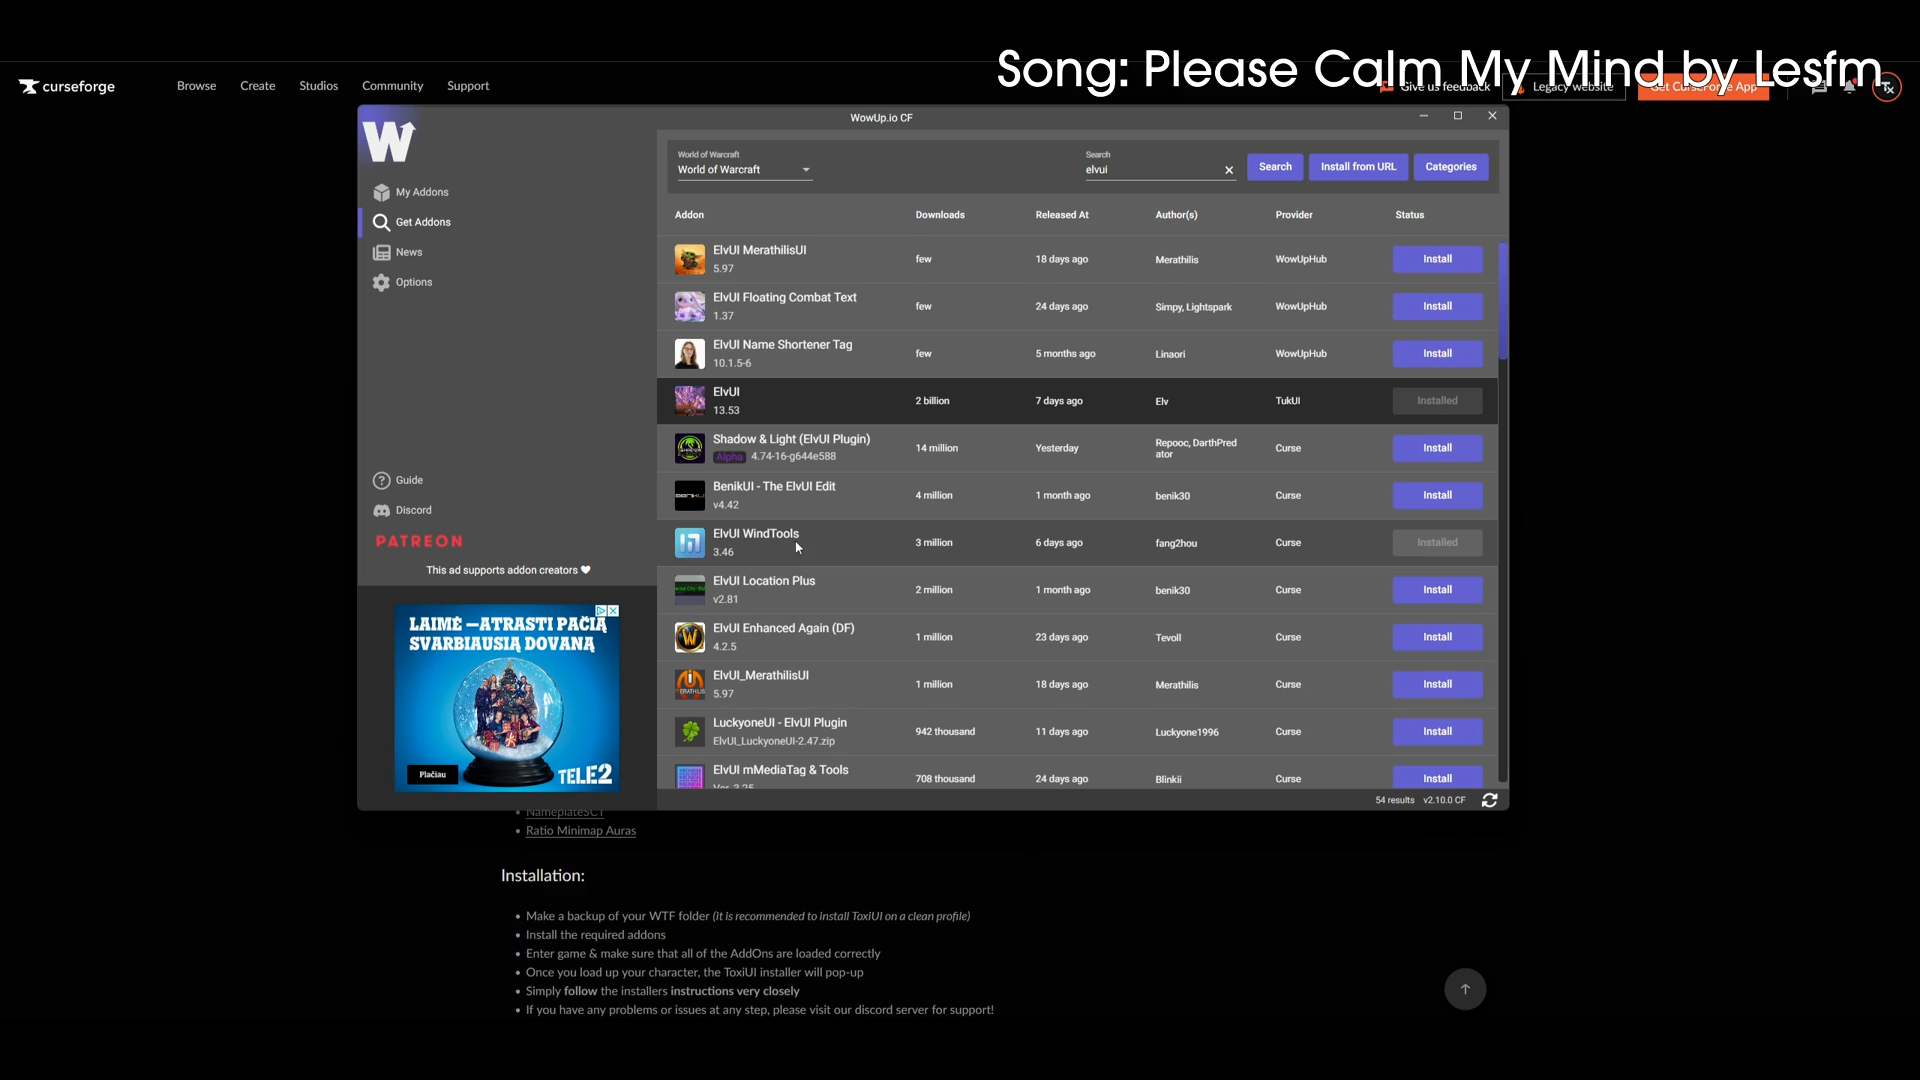 Song: Please Calm My Mind by Lesfm
curseforge
Browse
Create
Studios
Community
Support
Give us feedback
Legacy website
Get CurseForge App
WowUp.io CF
World of Warcraft
World of Warcraft
Search
elvui
Search
Install from URL
Categories
My Addons
Get Addons
News
Options
Addon
Downloads
Released At
Author(s)
Provider
Status
ElvUI MerathilisUI
5.97
few
18 days ago
Merathilis
WowUpHub
Install
ElvUI Floating Combat Text
1.37
few
24 days ago
Simpy, Lightspark
WowUpHub
Install
ElvUI Name Shortener Tag
10.1.5-6
few
5 months ago
Linaori
WowUpHub
Install
ElvUI
13.53
2 billion
7 days ago
Elv
TukUI
Installed
Shadow & Light (ElvUI Plugin)
Alpha 4.74-16-g644e588
14 million
Yesterday
Repooc, DarthPred
ator
Curse
Install
BenikUI - The ElvUI Edit
v4.42
4 million
1 month ago
benik30
Curse
Install
ElvUI WindTools
3.46
3 million
6 days ago
fang2hou
Curse
Installed
ElvUI Location Plus
v2.81
2 million
1 month ago
benik30
Curse
Install
ElvUI Enhanced Again (DF)
4.2.5
1 million
23 days ago
Tevoll
Curse
Install
ElvUI_MerathilisUI
5.97
1 million
18 days ago
Merathilis
Curse
Install
LuckyoneUI - ElvUI Plugin
ElvUI_LuckyoneUI-2.47.zip
942 thousand
11 days ago
Luckyone1996
Curse
Install
ElvUI mMediaTag & Tools
Ver. 3.25
708 thousand
24 days ago
Blinkii
Curse
Install
54 results
v2.10.0 CF
Guide
Discord
PATREON
This ad supports addon creators
LAIMĖ —ATRASTI PAČIĄ
SVARBIAUSIĄ DOVANĄ
Plačiau
TELE2
NameplateSCT
Ratio Minimap Auras
Installation:
Make a backup of your WTF folder (it is recommended to install ToxiUI on a clean profile)
Install the required addons
Enter game & make sure that all of the AddOns are loaded correctly
Once you load up your character, the ToxiUI installer will pop-up
Simply follow the installers instructions very closely
If you have any problems or issues at any step, please visit our discord server for support!